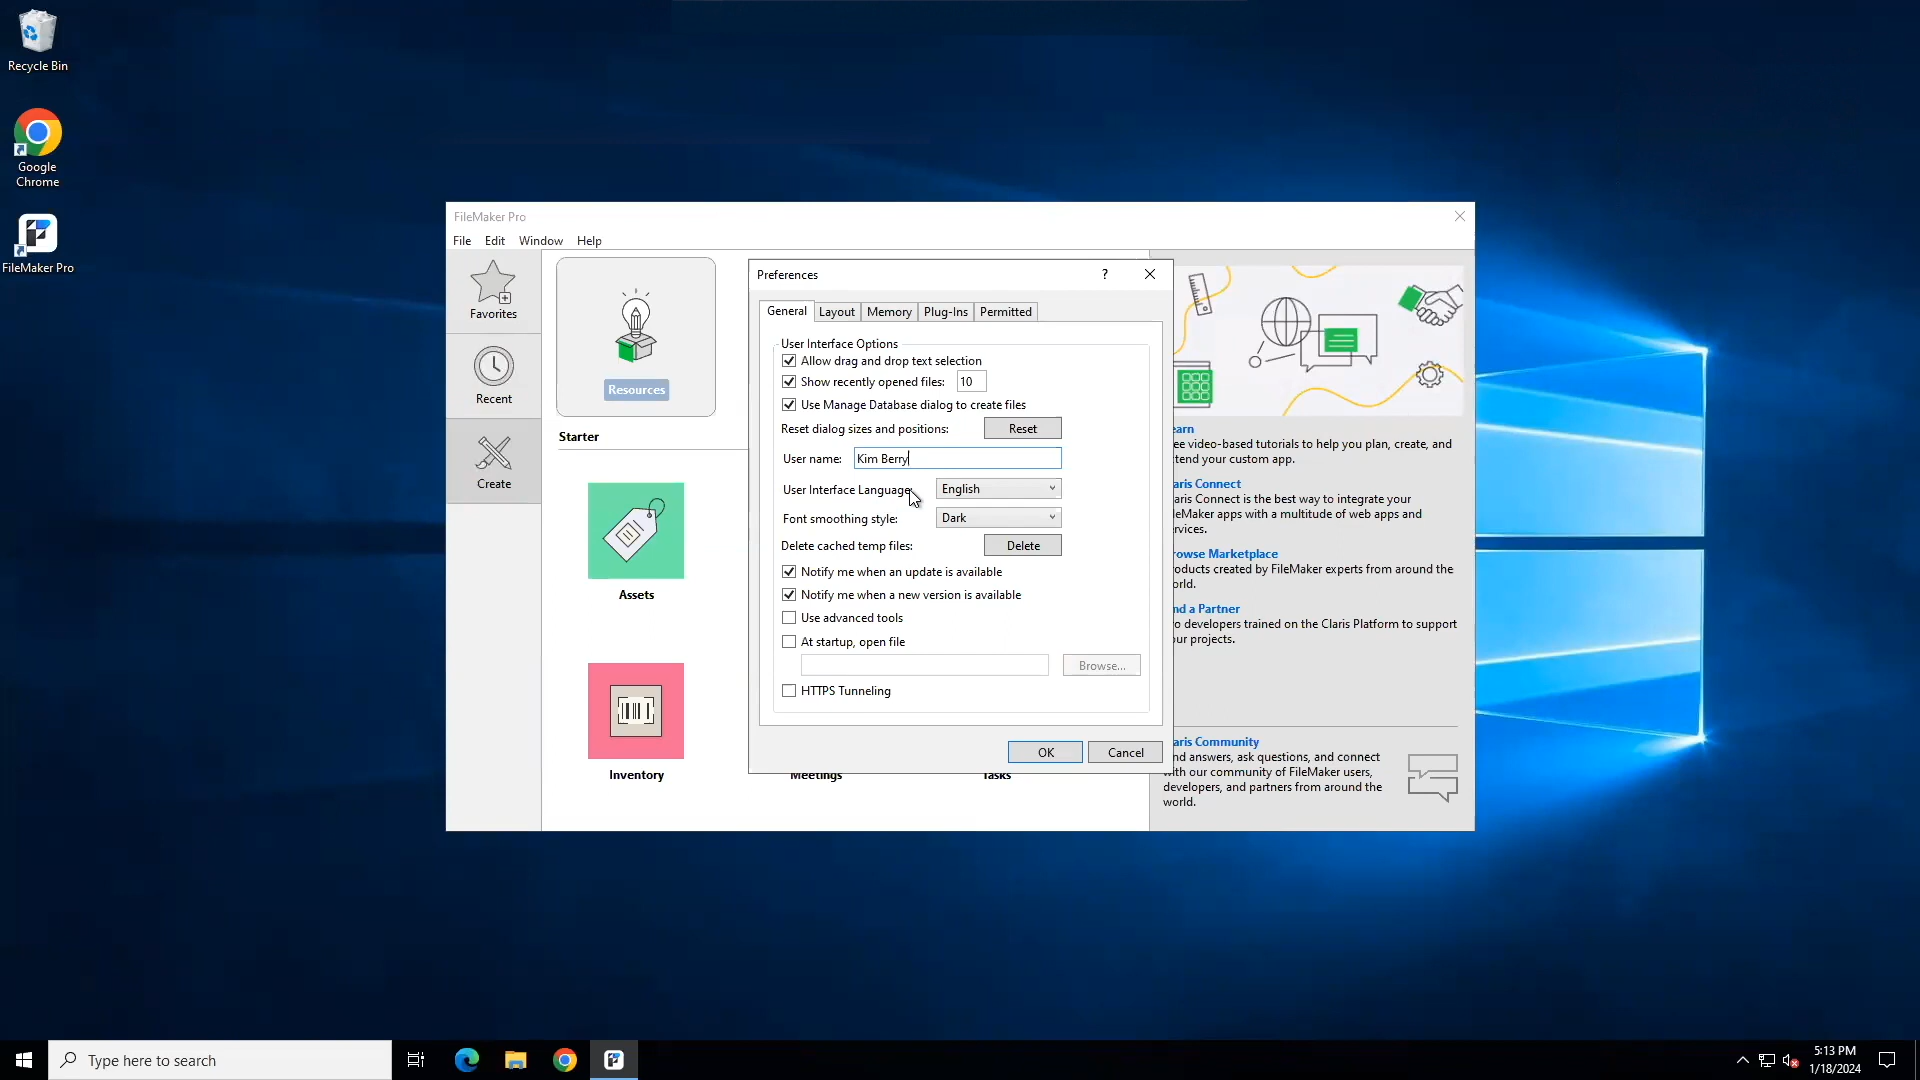 Recycle Bin
Google
Chrome
FileMaker Pro
FileMaker Pro
File Edit Window Help
Favorites
Recent
Create
Resources
Starter
Assets
Inventory
Meetings
Tasks
Preferences
?
General Layout Memory Plug-Ins Permitted
User Interface Options
Allow drag and drop text selection
Show recently opened files: 10
Use Manage Database dialog to create files
Reset dialog sizes and positions: Reset
User name: Kim Berry
User Interface Language: English
Font smoothing style: Dark
Delete cached temp files: Delete
Notify me when an update is available
Notify me when a new version is available
Use advanced tools
At startup, open file
Browse...
HTTPS Tunneling
OK Cancel
earn
ee video-based tutorials to help you plan, create, and
tend your custom app.
aris Connect
aris Connect is the best way to integrate your
leMaker apps with a multitude of web apps and
rvices.
rowse Marketplace
oducts created by FileMaker experts from around the
rld.
nd a Partner
o developers trained on the Claris Platform to support
ur projects.
aris Community
nd answers, ask questions, and connect
with our community of FileMaker users,
developers, and partners from around the
world.
Type here to search
5:13 PM
1/18/2024